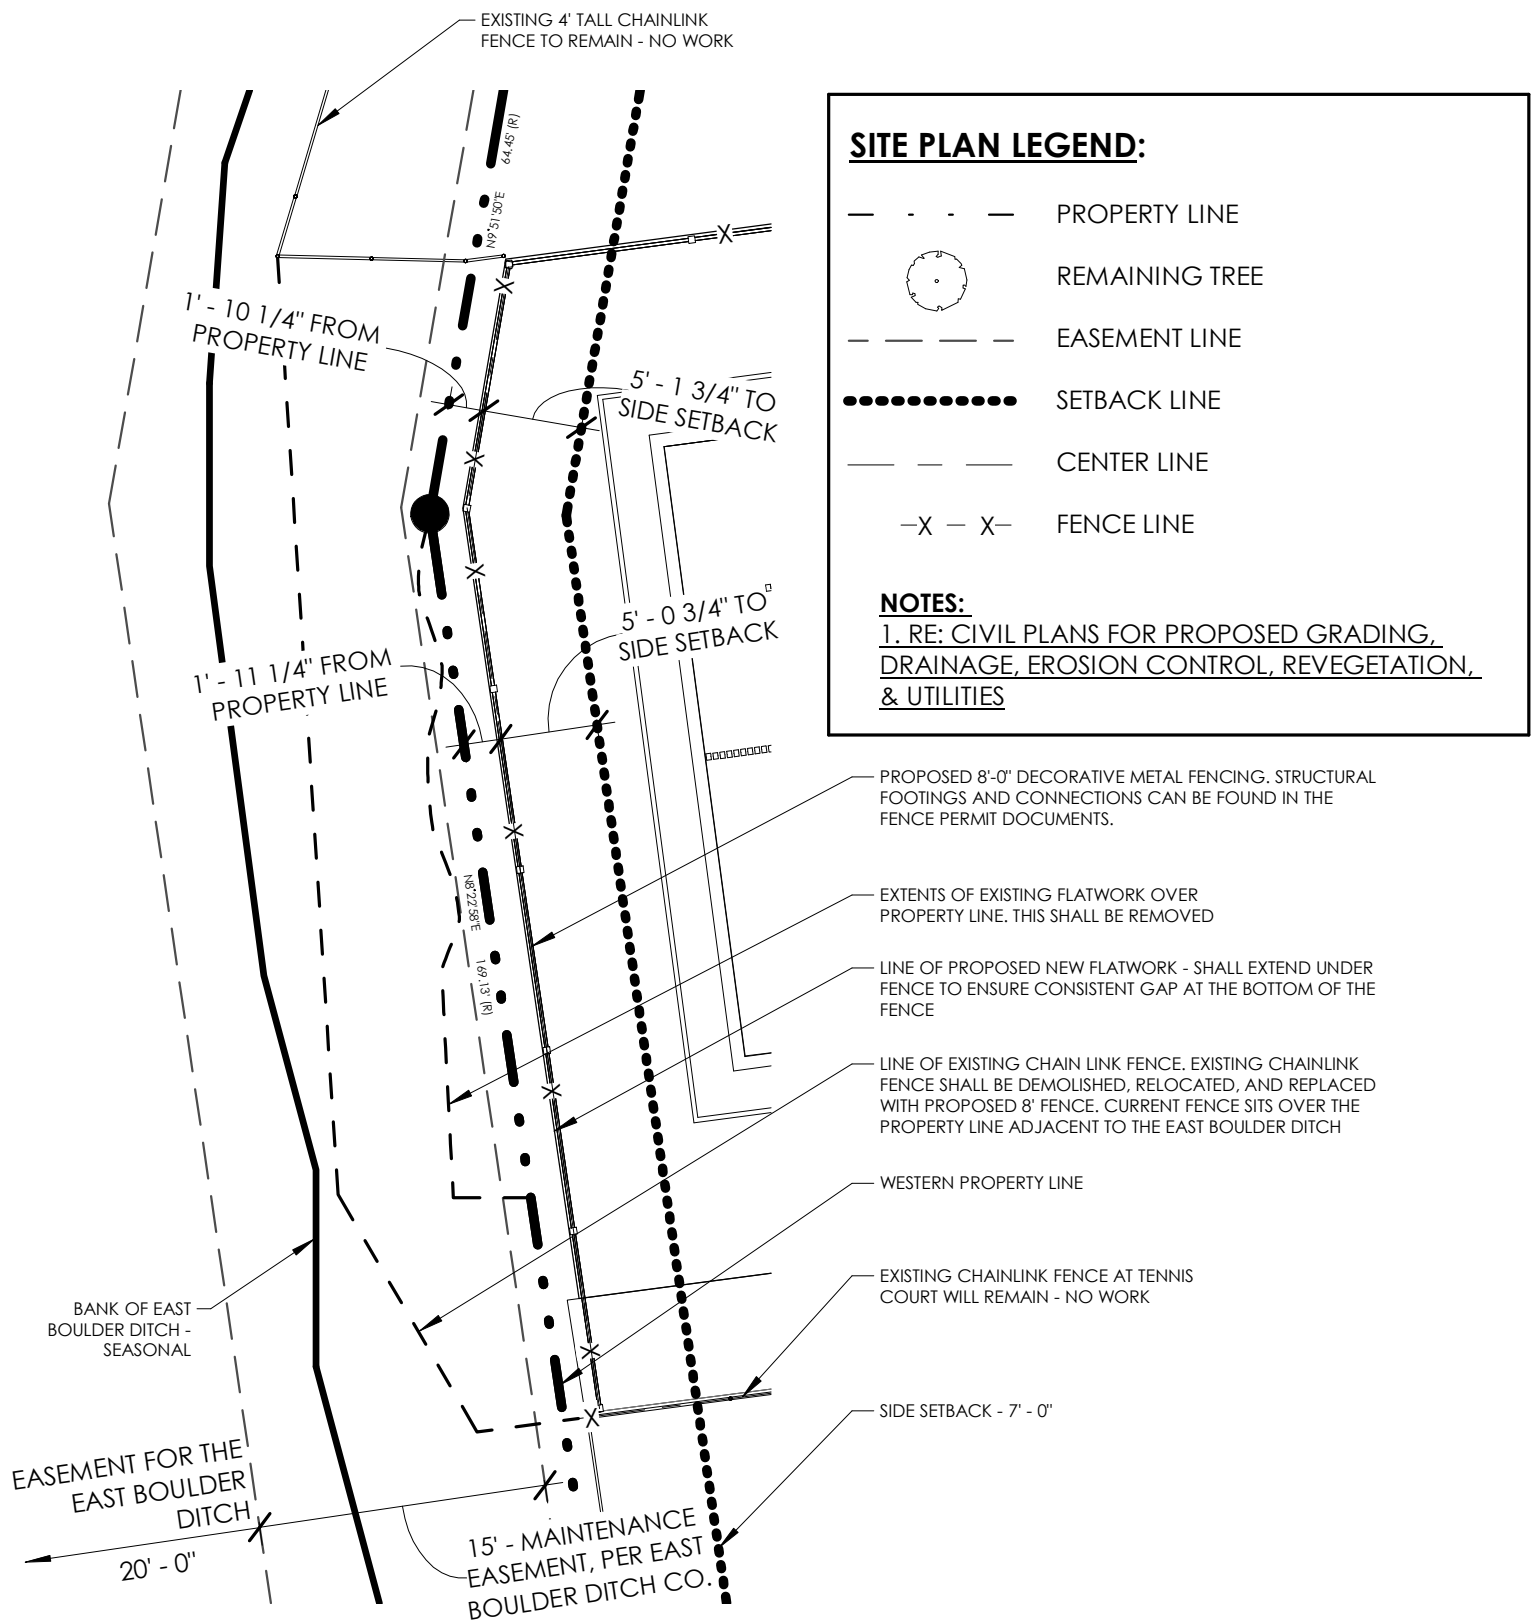 EXISTING 4' TALL CHAINLINK
FENCE TO REMAIN - NO WORK
64.45' (R)
N9°51'50"E
1' - 10 1/4" FROM
PROPERTY LINE
5' - 1 3/4" TO
SIDE SETBACK
5' - 0 3/4" TO
SIDE SETBACK
1' - 11 1/4" FROM
PROPERTY LINE
N8°22'58"E
169.13' (R)
X
X
X
X
X
X
X
X
SITE PLAN LEGEND:
PROPERTY LINE
REMAINING TREE
EASEMENT LINE
SETBACK LINE
CENTER LINE
X X FENCE LINE
NOTES:
1. RE: CIVIL PLANS FOR PROPOSED GRADING,
DRAINAGE, EROSION CONTROL, REVEGETATION,
& UTILITIES
PROPOSED 8'-0" DECORATIVE METAL FENCING. STRUCTURAL
FOOTINGS AND CONNECTIONS CAN BE FOUND IN THE
FENCE PERMIT DOCUMENTS.
EXTENTS OF EXISTING FLATWORK OVER
PROPERTY LINE. THIS SHALL BE REMOVED
LINE OF PROPOSED NEW FLATWORK - SHALL EXTEND UNDER
FENCE TO ENSURE CONSISTENT GAP AT THE BOTTOM OF THE
FENCE
LINE OF EXISTING CHAIN LINK FENCE. EXISTING CHAINLINK
FENCE SHALL BE DEMOLISHED, RELOCATED, AND REPLACED
WITH PROPOSED 8' FENCE. CURRENT FENCE SITS OVER THE
PROPERTY LINE ADJACENT TO THE EAST BOULDER DITCH
WESTERN PROPERTY LINE
EXISTING CHAINLINK FENCE AT TENNIS
COURT WILL REMAIN - NO WORK
SIDE SETBACK - 7' - 0"
BANK OF EAST
BOULDER DITCH -
SEASONAL
EASEMENT FOR THE
EAST BOULDER
DITCH
20' - 0"
15' - MAINTENANCE
EASEMENT, PER EAST
BOULDER DITCH CO.